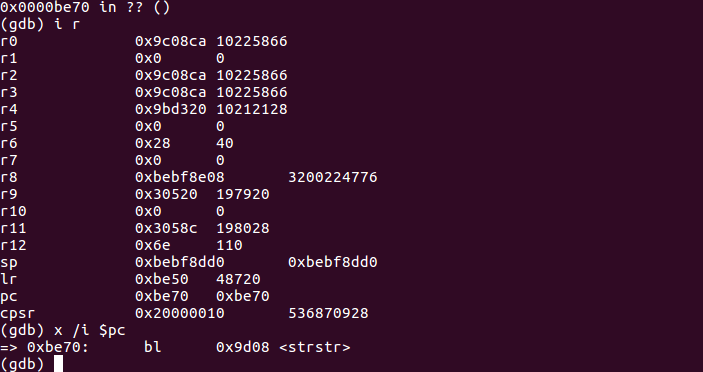 0x0000be70 in ?? ()
(gdb) i r
r0 0x9c08ca 10225866
r1 0x0 0
r2 0x9c08ca 10225866
r3 0x9c08ca 10225866
r4 0x9bd320 10212128
r5 0x0 0
r6 0x28 40
r7 0x0 0
r8 0xbebf8e08 3200224776
r9 0x30520 197920
r10 0x0 0
r11 0x3058c 198028
r12 0x6e 110
sp 0xbebf8dd0 0xbebf8dd0
lr 0xbe50 48720
pc 0xbe70 0xbe70
cpsr 0x20000010 536870928
(gdb) x /i $pc
=> 0xbe70: bl 0x9d08 <strstr>
(gdb)